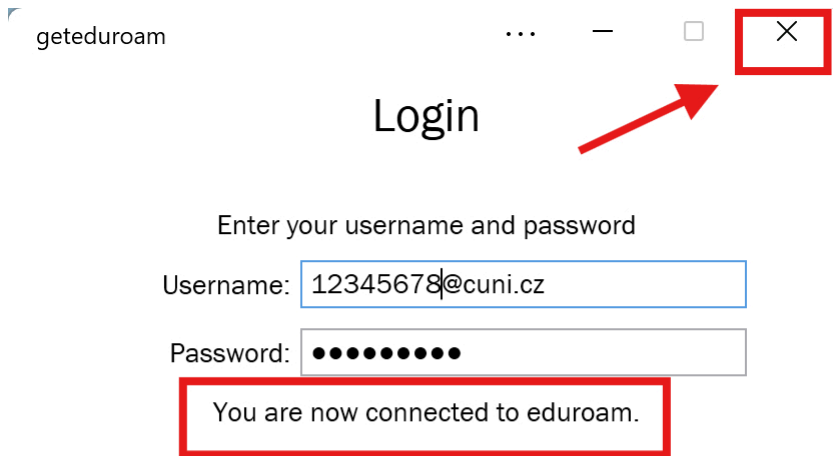 geteduroam
Login
Enter your username and password
Username: 12345678@cuni.cz
Password: ●●●●●●●●●
You are now connected to eduroam.